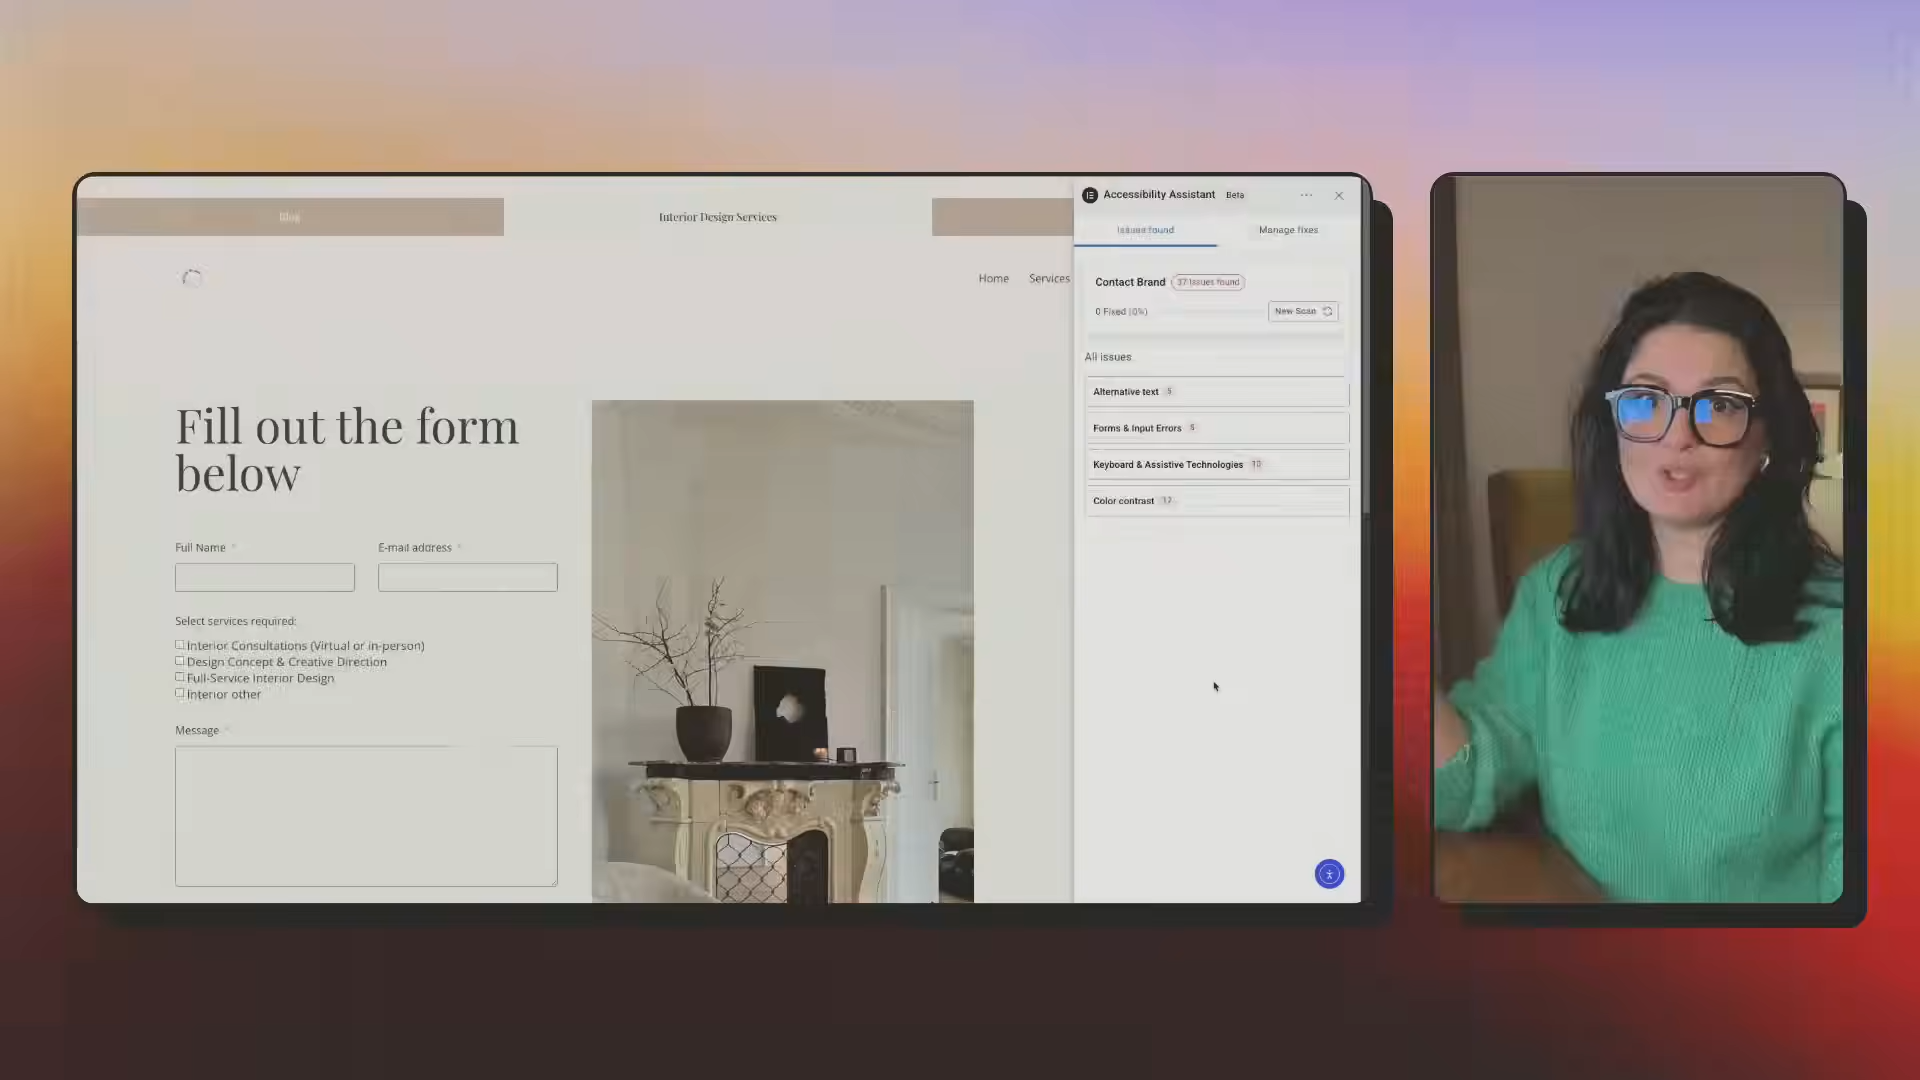 Blog
Interior Design Services
Home Services
Fill out the form
below
Full Name *
E-mail address *
Select services required:
Interior Consultations (Virtual or in-person)
Design Concept & Creative Direction
Full-Service Interior Design
Interior other
Message *
Accessibility Assistant Beta
Issues found
Manage fixes
Contact Brand 37 Issues found
0 Fixed (0%)
New Scan
All issues
Alternative text 5
Forms & Input Errors 5
Keyboard & Assistive Technologies 10
Color contrast 12